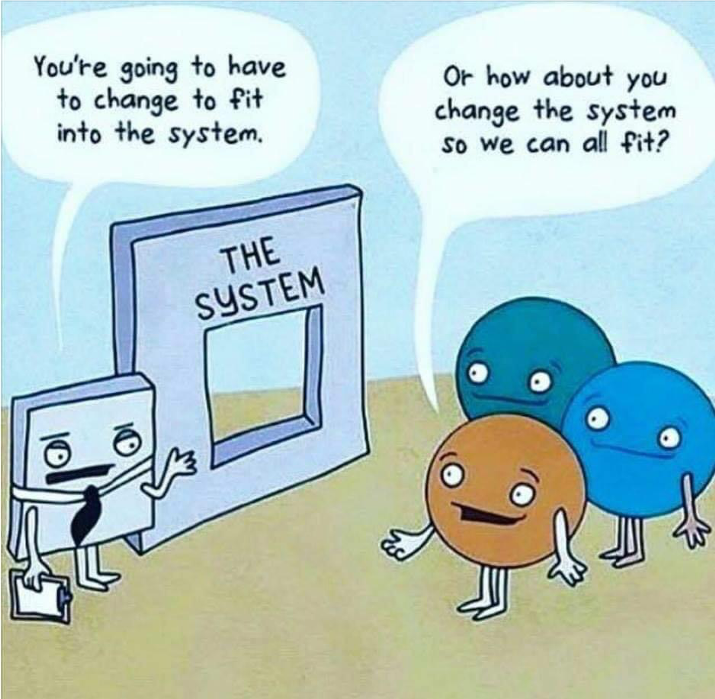 You're going to have
to change to fit
into the system.
Or how about you
change the system
so we can all fit?
THE
SYSTEM